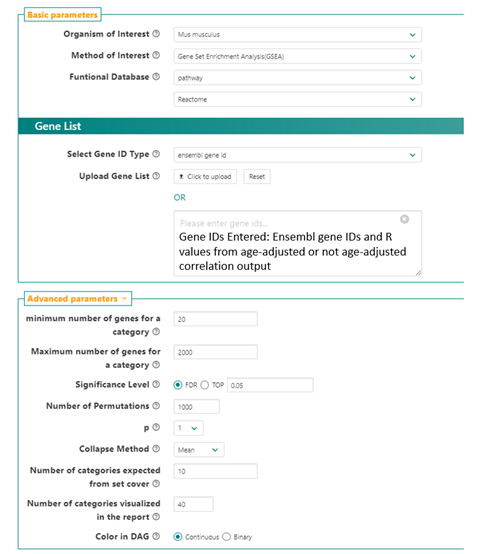 Basic parameters
Organism of Interest
Mus musculus
Method of Interest
Gene Set Enrichment Analysis(GSEA)
Funtional Database
pathway
Reactome
Gene List
Select Gene ID Type
ensembl gene id
Upload Gene List
Click to upload
Reset
OR
Please enter gene ids...
Gene IDs Entered: Ensembl gene IDs and R
values from age-adjusted or not age-adjusted
correlation output
Advanced parameters
minimum number of genes for a
category
20
Maximum number of genes for
a category
2000
Significance Level
FDR TOP 0.05
Number of Permutations
1000
p
1
Collapse Method
Mean
Number of categories expected
from set cover
10
Number of categories visualized
in the report
40
Color in DAG
Continuous Binary